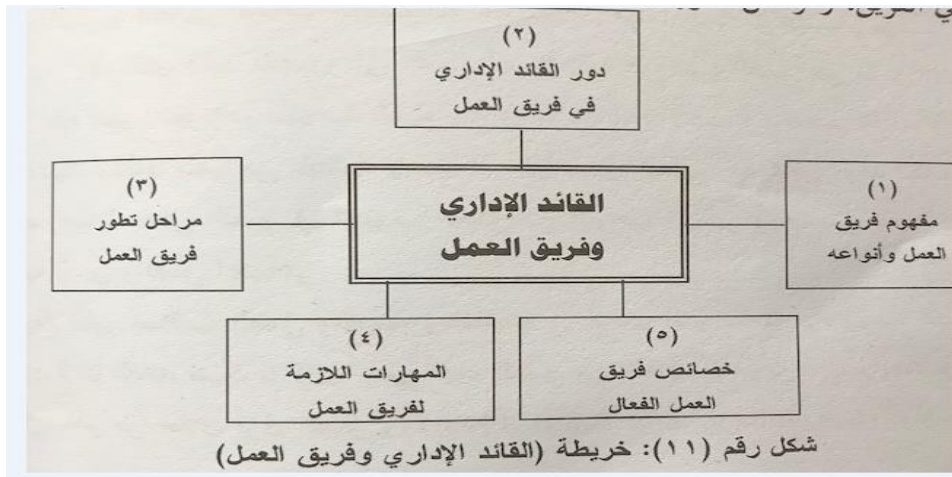 (٢)
دور القائد الإداري
في فريق العمل
القائد الإداري
وفريق العمل
(١)
مفهوم فريق
العمل وأنواعه
(٣)
مراحل تطور
فريق العمل
(٤)
المهارات اللازمة
لفريق العمل
(٥)
خصائص فريق
العمل الفعال
شكل رقم (١١): خريطة (القائد الإداري وفريق العمل)